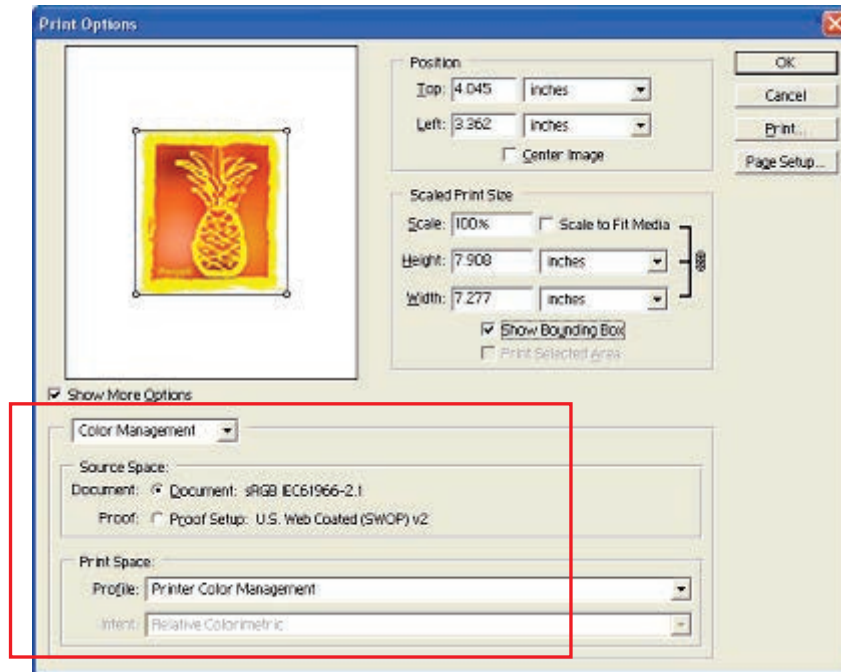 Print Options
Position
Top: 4.045 inches
Left: 3.362 inches
Center Image
OK
Cancel
Print...
Page Setup...
Scaled Print Size
Scale: 100% Scale to Fit Media
Height: 7.908 inches
Width: 7.277 inches
Show Bounding Box
Print Selected Area
Show More Options
Color Management
Source Space:
Document: Document: sRGB IEC61966-2.1
Proof: Proof Setup: U.S. Web Coated (SWOP) v2
Print Space:
Profile: Printer Color Management
Intent: Relative Colorimetric